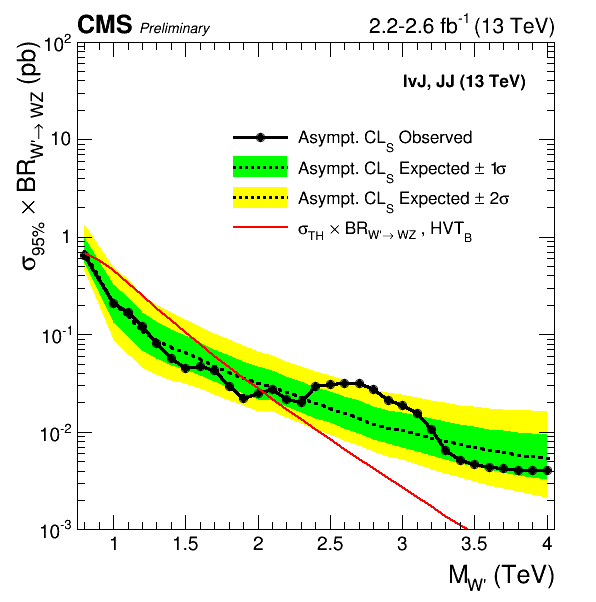 CMS Preliminary 2.2-2.6 fb⁻¹ (13 TeV)
lvJ, JJ (13 TeV)
Asympt. CL_S Observed
Asympt. CL_S Expected ± 1σ
Asympt. CL_S Expected ± 2σ
σ_TH × BR_W'→WZ , HVT_B
σ_95% × BR_W'→WZ (pb)
10²
10
1
10⁻¹
10⁻²
10⁻³
1 1.5 2 2.5 3 3.5 4
M_W' (TeV)